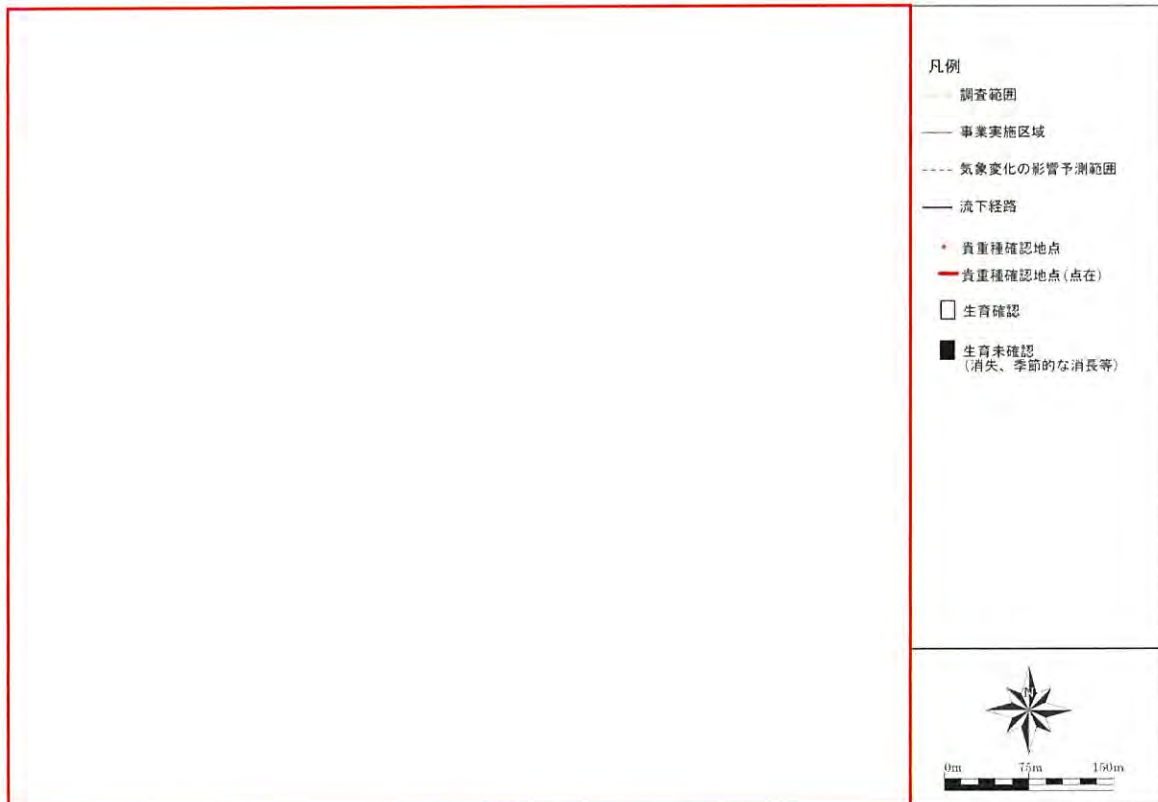 凡例
調査範囲
事業実施区域
気象変化の影響予測範囲
流下経路
貴重種確認地点
貴重種確認地点(点在)
生育確認
生育未確認
(消失、季節的な消長等)
N
0m 75m 150m